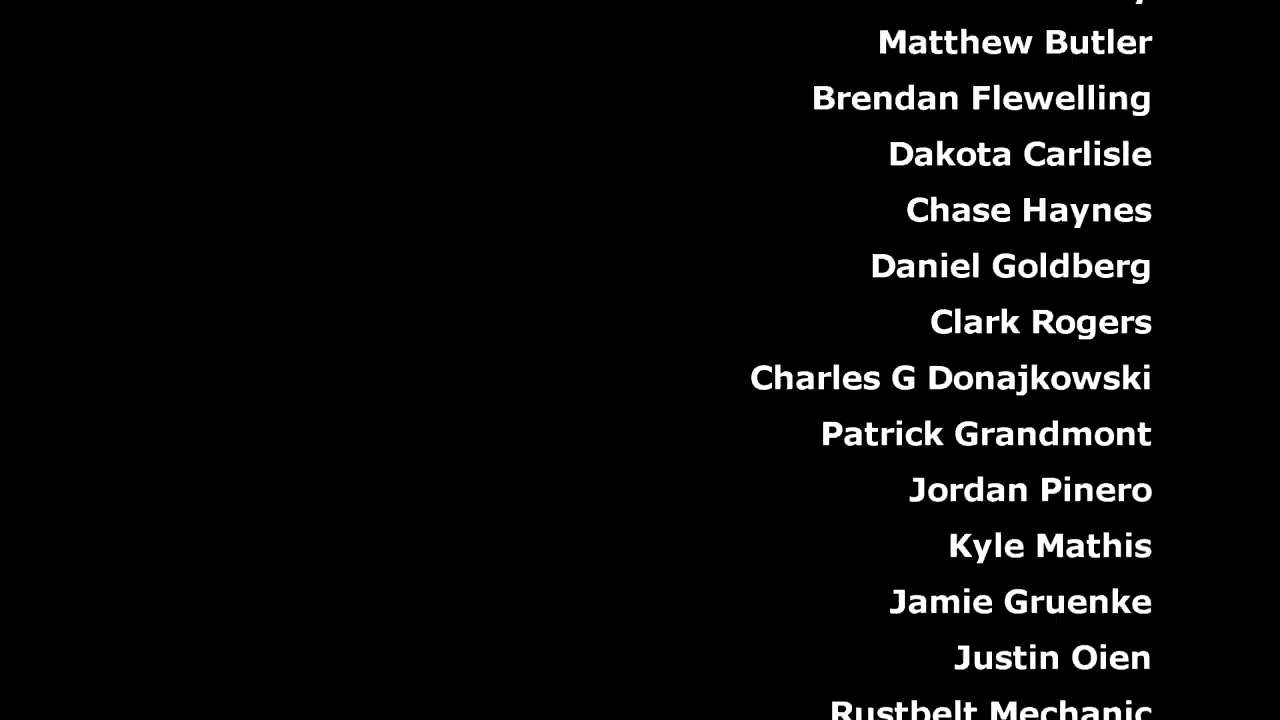 Matthew Butler
Brendan Flewelling
Dakota Carlisle
Chase Haynes
Daniel Goldberg
Clark Rogers
Charles G Donajkowski
Patrick Grandmont
Jordan Pinero
Kyle Mathis
Jamie Gruenke
Justin Oien
Rustbelt Mechanic